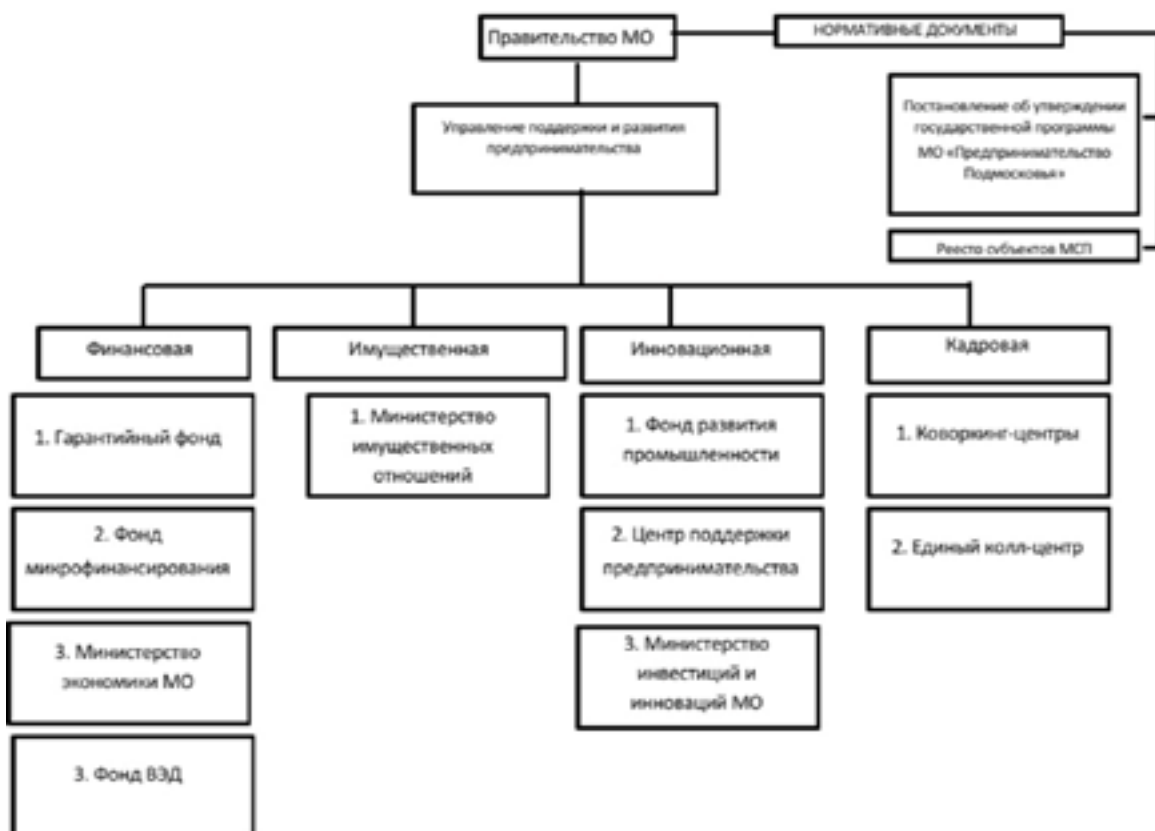 Правительство МО
НОРМАТИВНЫЕ ДОКУМЕНТЫ
Управление поддержки и развития
предпринимательства
Постановление об утверждении
государственной программы
МО «Предпринимательство
Подмосковья»
Реестр субъектов МСП
Финансовая
Имущественная
Инновационная
Кадровая
1. Гарантийный фонд
2. Фонд
микрофинансирования
3. Министерство
экономики МО
3. Фонд ВЭД
1. Министерство
имущественных
отношений
1. Фонд развития
промышленности
2. Центр поддержки
предпринимательства
3. Министерство
инвестиций и
инноваций МО
1. Коворкинг-центры
2. Единый колл-центр